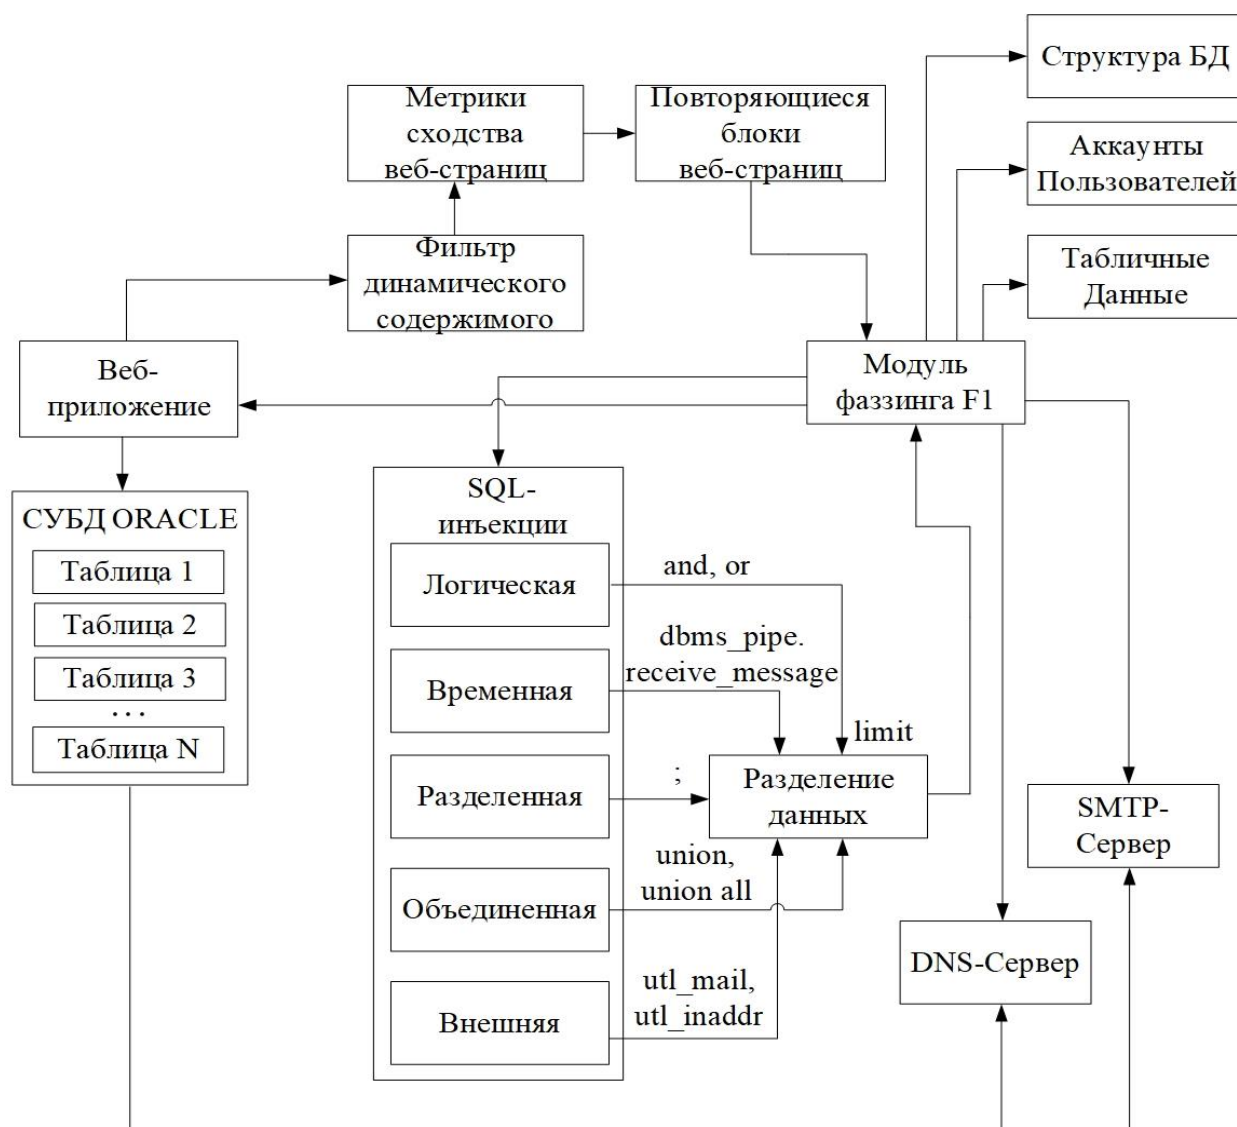 Структура БД
Метрики
сходства
веб-страниц
Повторяющиеся
блоки
веб-страниц
Аккаунты
Пользователей
Фильтр
динамического
содержимого
Табличные
Данные
Веб-
приложение
Модуль
фаззинга F1
СУБД ORACLE
Таблица 1
Таблица 2
Таблица 3
...
Таблица N
SQL-
инъекции
Логическая
and, or
Временная
dbms_pipe.
receive_message
limit
Разделенная
;
Разделение
данных
Объединенная
union,
union all
Внешняя
utl_mail,
utl_inaddr
SMTP-
Сервер
DNS-Сервер